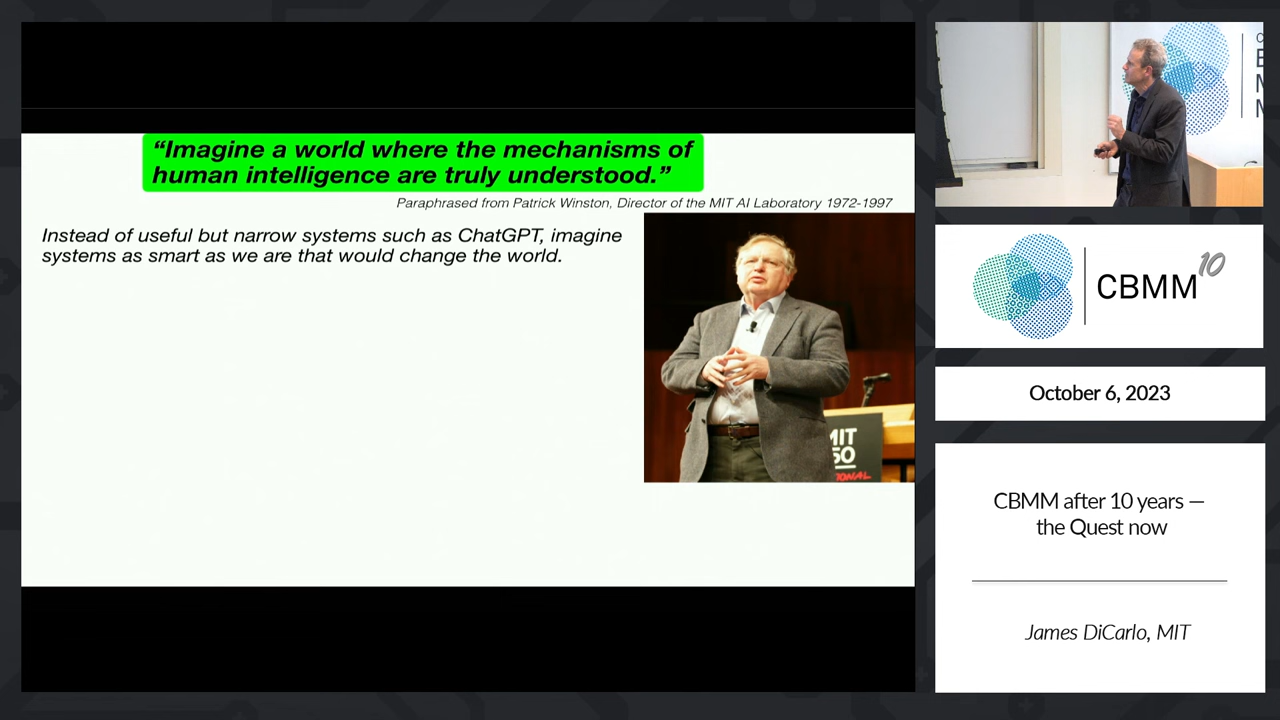 “Imagine a world where the mechanisms of
human intelligence are truly understood.”
Paraphrased from Patrick Winston, Director of the MIT AI Laboratory 1972-1997
Instead of useful but narrow systems such as ChatGPT, imagine
systems as smart as we are that would change the world.
MIT
50
CBMM10
October 6, 2023
CBMM after 10 years —
the Quest now
James DiCarlo, MIT